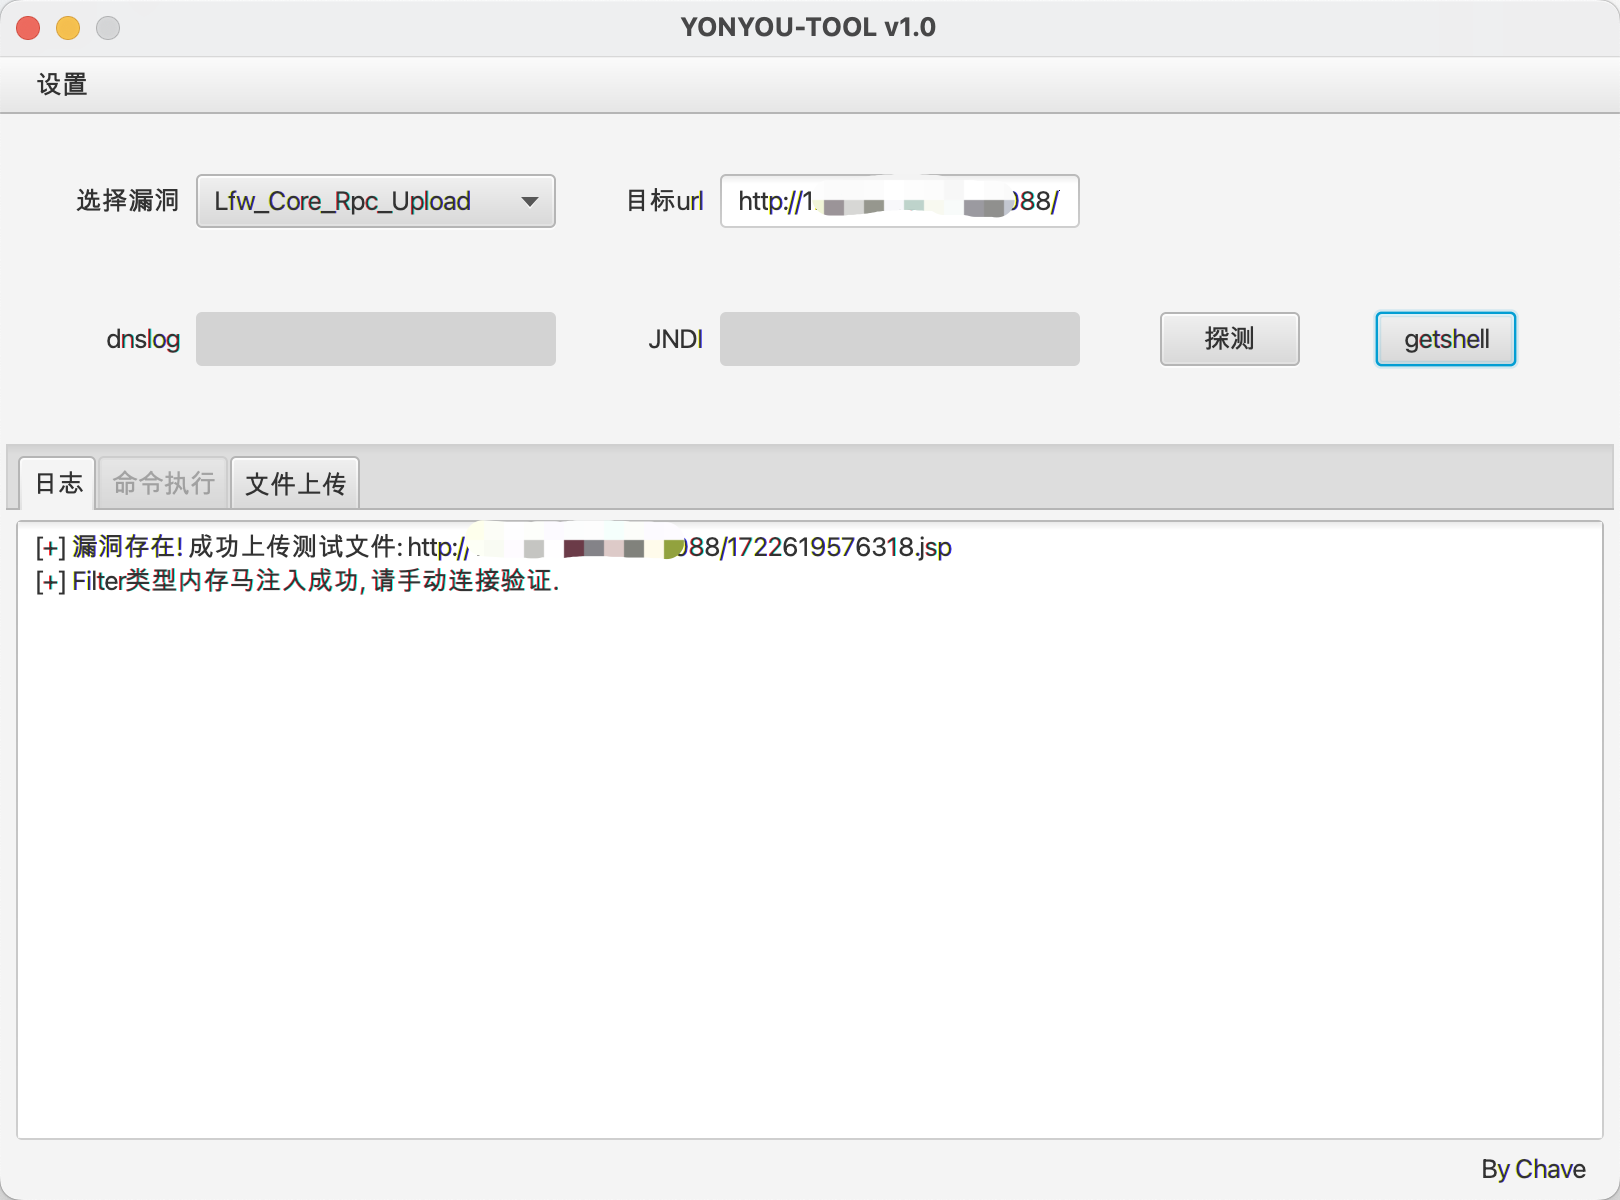 YONYOU-TOOL v1.0
设置
选择漏洞 Lfw_Core_Rpc_Upload 目标url http://1 088/
dnslog JNDI 探测 getshell
日志 命令执行 文件上传
[+] 漏洞存在! 成功上传测试文件: http:// 088/1722619576318.jsp
[+] Filter类型内存马注入成功, 请手动连接验证.
By Chave